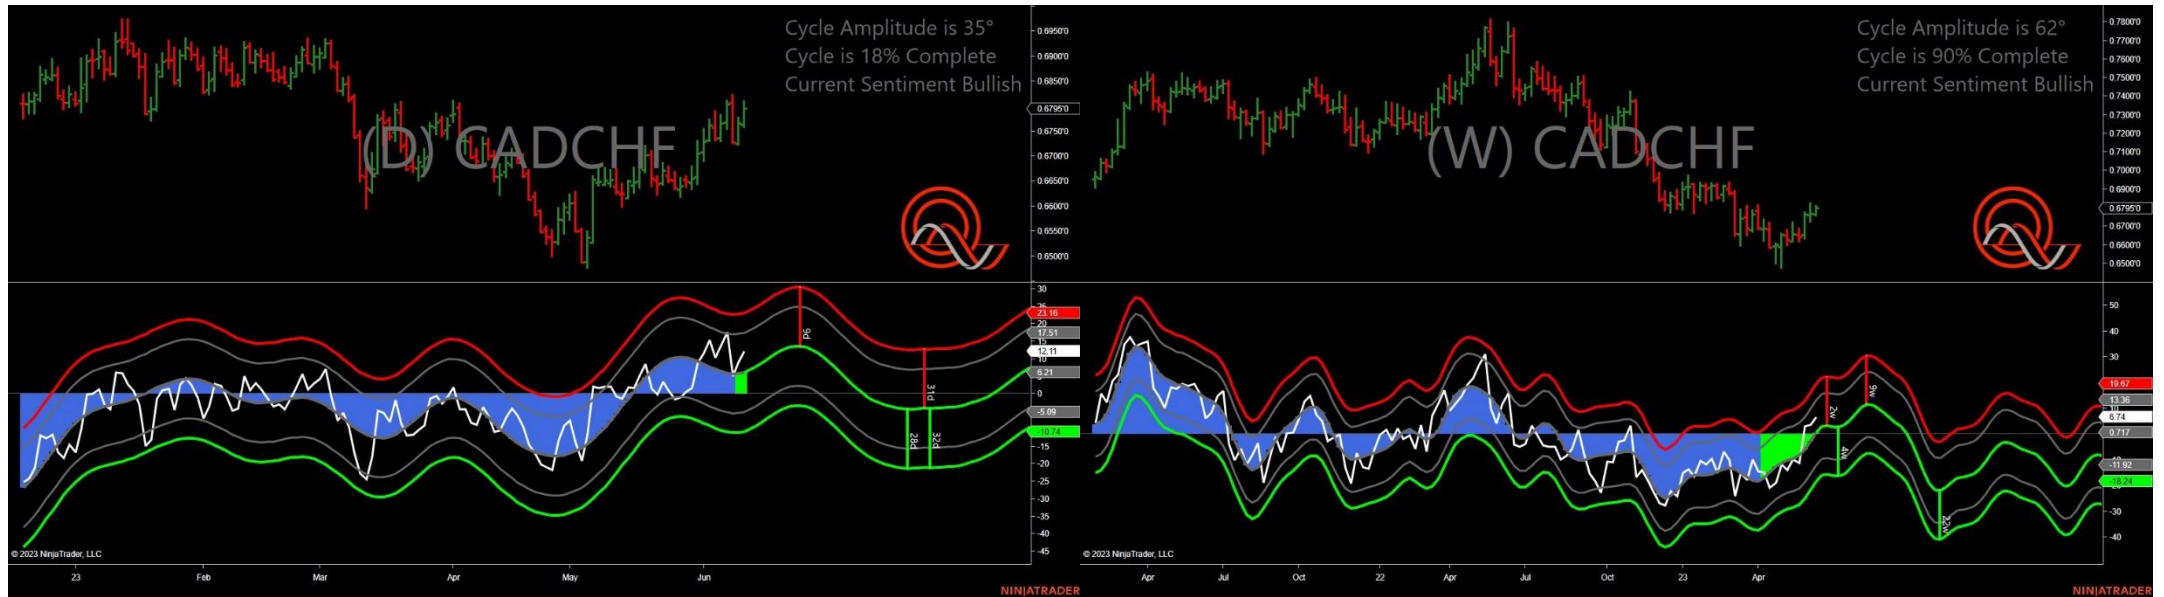 Cycle Amplitude is 35°
Cycle is 18% Complete
Current Sentiment Bullish
(D) CADCHF
0.6950'0
0.6900'0
0.6850'0
0.6795'0
0.6750'0
0.6700'0
0.6650'0
0.6600'0
0.6550'0
0.6500'0
30
23.16
20
17.51
12.11
10
6.21
0
-5.09
-10.74
-15
-20
-25
-30
-35
-40
-45
9d
31d
28d
32d
© 2023 NinjaTrader, LLC
23
Feb
Mar
Apr
May
Jun
NINJATRADER
Cycle Amplitude is 62°
Cycle is 90% Complete
Current Sentiment Bullish
(W) CADCHF
0.7800'0
0.7700'0
0.7600'0
0.7500'0
0.7400'0
0.7300'0
0.7200'0
0.7100'0
0.7000'0
0.6900'0
0.6795'0
0.6700'0
0.6600'0
0.6500'0
50
40
30
19.67
13.36
6.74
0.717
-11.92
-18.24
-30
-40
2w
9w
4w
22w
© 2023 NinjaTrader, LLC
Apr
Jul
Oct
22
Apr
Jul
Oct
23
Apr
NINJATRADER